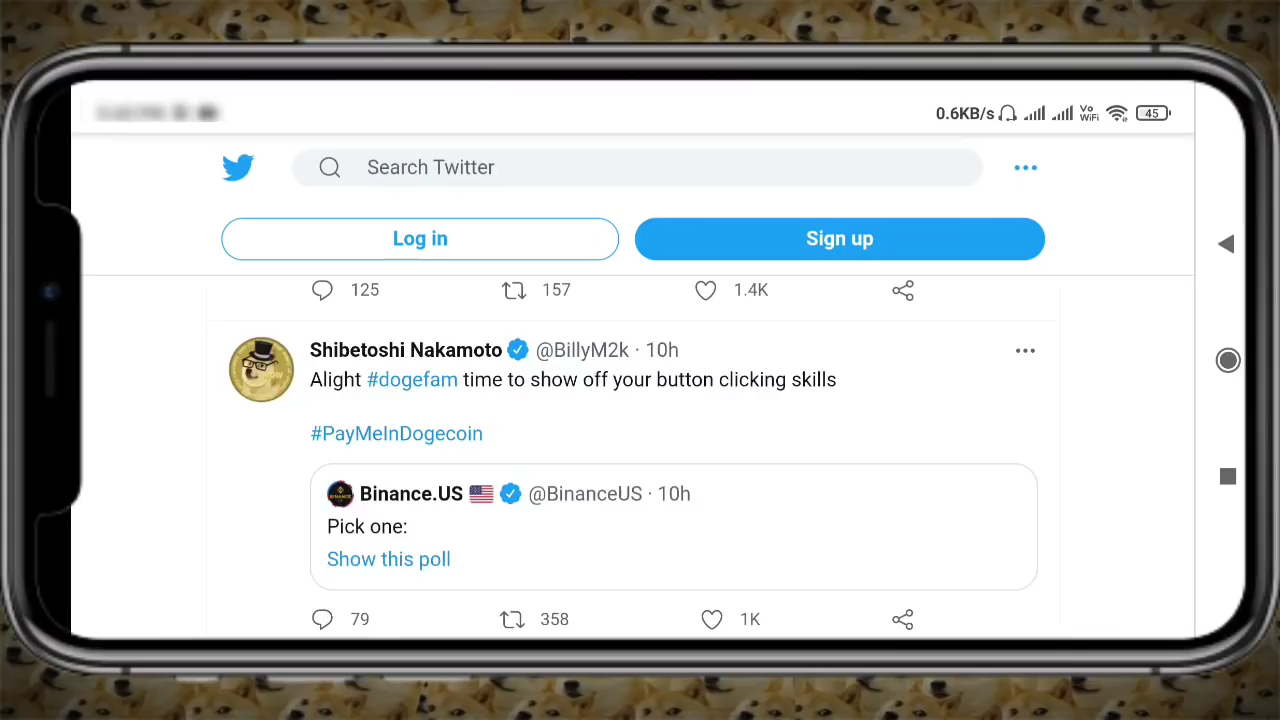 0.6KB/s Vo WiFi 45
Search Twitter
Log in Sign up
125 157 1.4K
Shibetoshi Nakamoto @BillyM2k · 10h
Alight #dogefam time to show off your button clicking skills
#PayMeInDogecoin
Binance.US @BinanceUS · 10h
Pick one:
Show this poll
79 358 1K